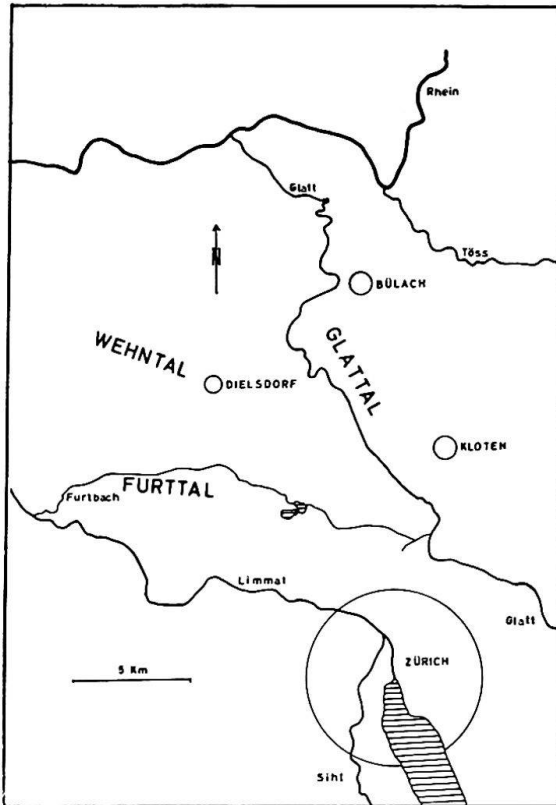 Rhein
Glatt
Töss
N
BÜLACH
WEHNTAL
GLATTAL
DIELSDORF
KLOTEN
FURTTAL
Furtbach
Limmat
Glatt
ZÜRICH
5 Km
Sihl